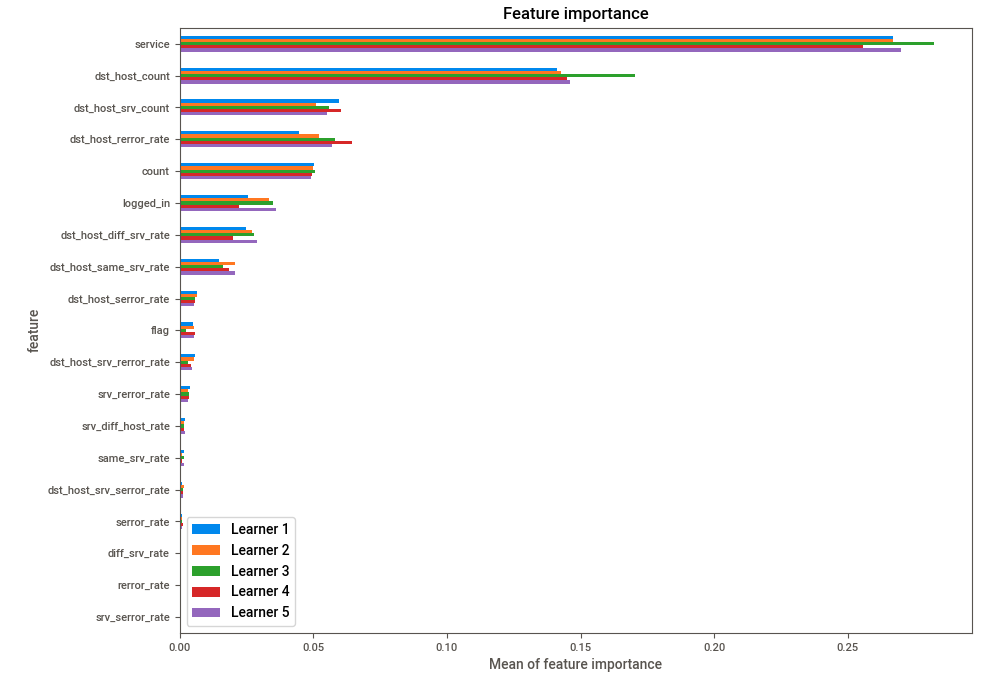 Feature importance
service
dst_host_count
dst_host_srv_count
dst_host_rerror_rate
count
logged_in
dst_host_diff_srv_rate
dst_host_same_srv_rate
dst_host_serror_rate
flag
dst_host_srv_rerror_rate
srv_rerror_rate
srv_diff_host_rate
same_srv_rate
dst_host_srv_serror_rate
serror_rate
diff_srv_rate
rerror_rate
srv_serror_rate
feature
Learner 1
Learner 2
Learner 3
Learner 4
Learner 5
0.00 0.05 0.10 0.15 0.20 0.25
Mean of feature importance